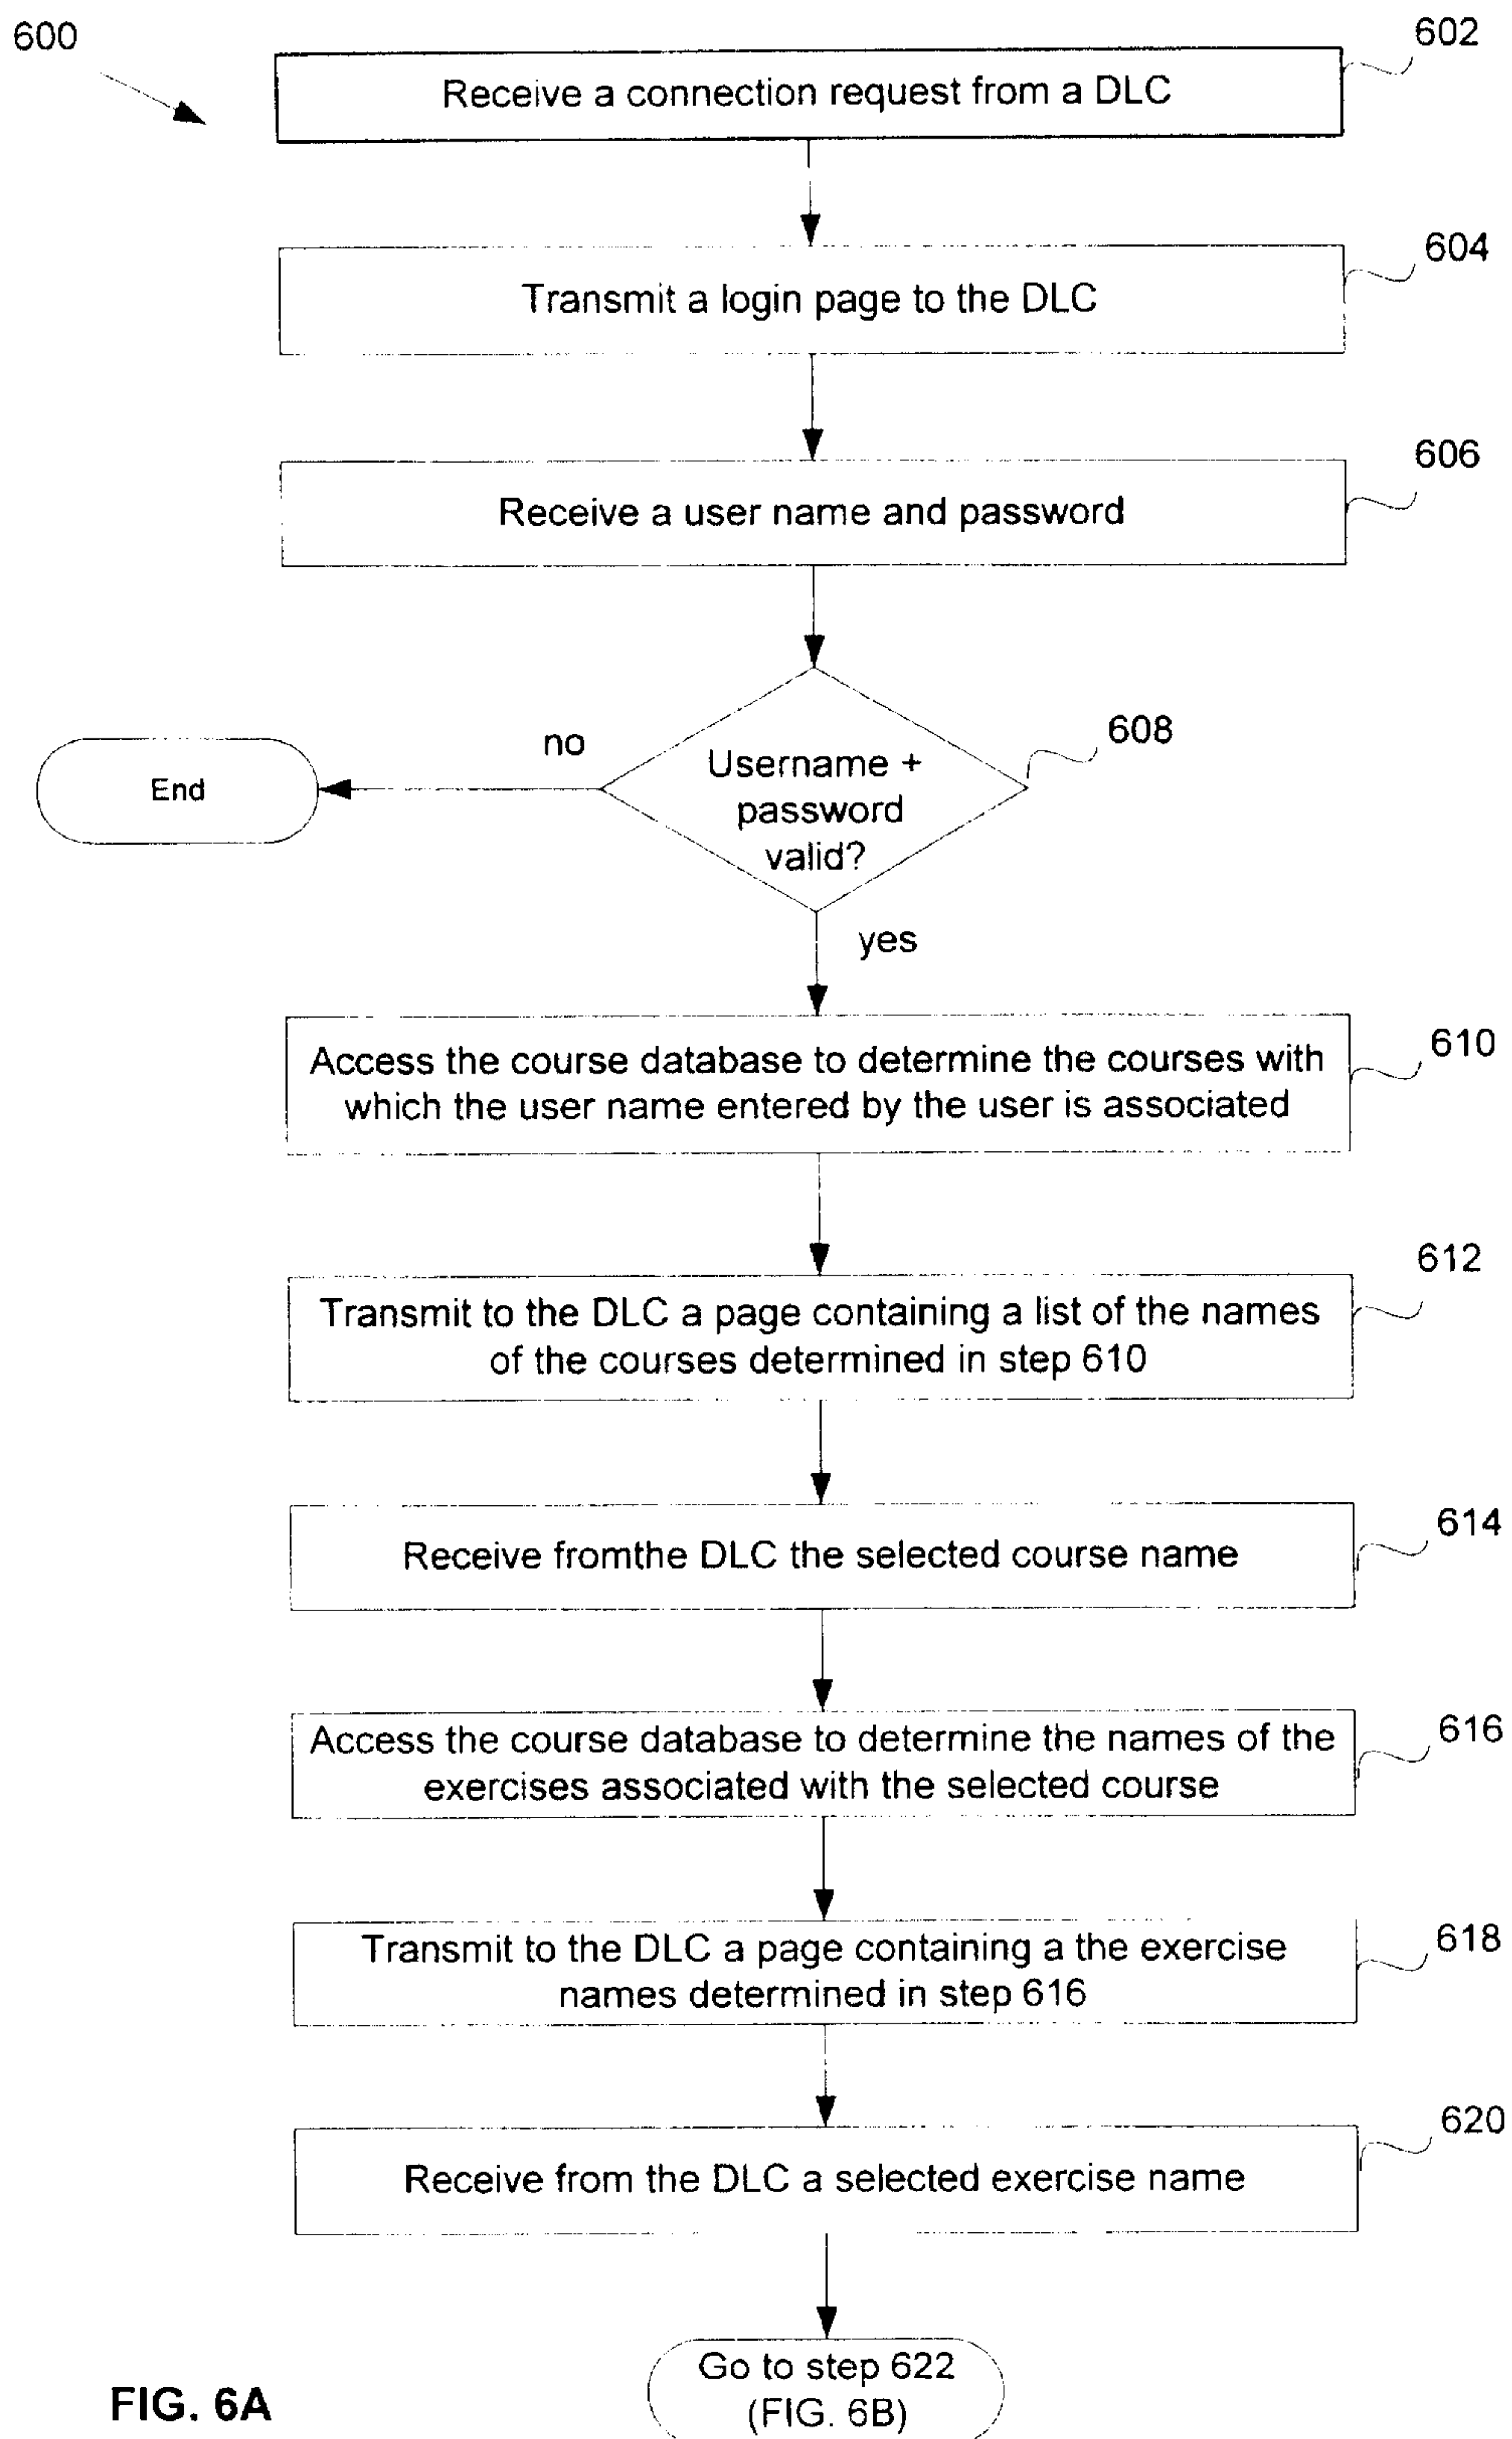 600
602
Receive a connection request from a DLC
604
Transmit a login page to the DLC
606
Receive a user name and password
608
Username +
password
valid?
no
End
yes
610
Access the course database to determine the courses with
which the user name entered by the user is associated
612
Transmit to the DLC a page containing a list of the names
of the courses determined in step 610
614
Receive fromthe DLC the selected course name
616
Access the course database to determine the names of the
exercises associated with the selected course
618
Transmit to the DLC a page containing a the exercise
names determined in step 616
620
Receive from the DLC a selected exercise name
Go to step 622
(FIG. 6B)
FIG. 6A